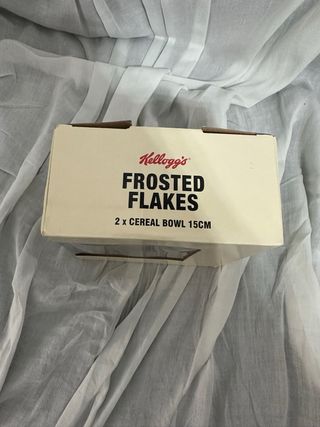 Kellogg's
FROSTED
FLAKES
2 x CEREAL BOWL 15CM